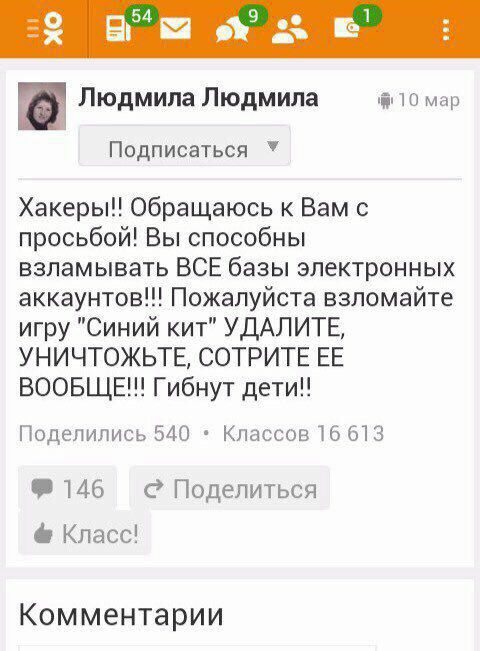 54
9
1
Людмила Людмила
10 мар
Подписаться
Хакеры!! Обращаюсь к Вам с
просьбой! Вы способны
взламывать ВСЕ базы электронных
аккаунтов!!! Пожалуйста взломайте
игру "Синий кит" УДАЛИТЕ,
УНИЧТОЖЬТЕ, СОТРИТЕ ЕЕ
ВООБЩЕ!!! Гибнут дети!!
Поделились 540 • Классов 16 613
146
Поделиться
Класс!
Комментарии